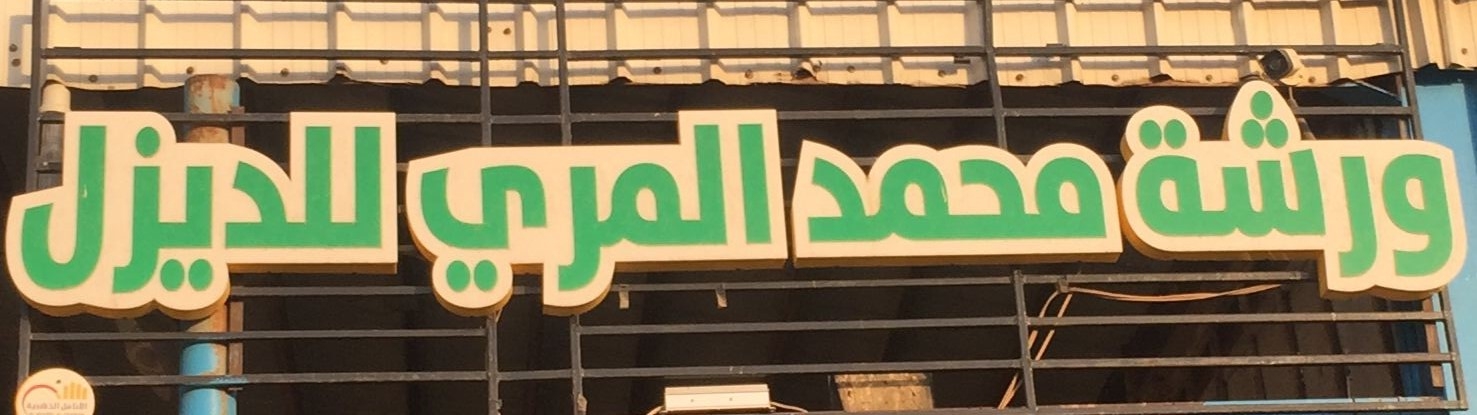 ورشة محمد المري للديزل